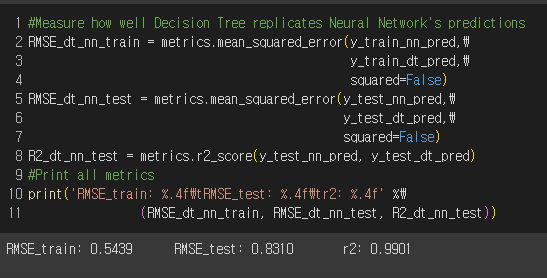 1 #Measure how well Decision Tree replicates Neural Network's predictions
2 RMSE_dt_nn_train = metrics.mean_squared_error(y_train_nn_pred,₩
3 y_train_dt_pred,₩
4 squared=False)
5 RMSE_dt_nn_test = metrics.mean_squared_error(y_test_nn_pred,₩
6 y_test_dt_pred,₩
7 squared=False)
8 R2_dt_nn_test = metrics.r2_score(y_test_nn_pred, y_test_dt_pred)
9 #Print all metrics
10 print('RMSE_train: %.4f₩tRMSE_test: %.4f₩tr2: %.4f' %₩
11 (RMSE_dt_nn_train, RMSE_dt_nn_test, R2_dt_nn_test))
RMSE_train: 0.5439 RMSE_test: 0.8310 r2: 0.9901